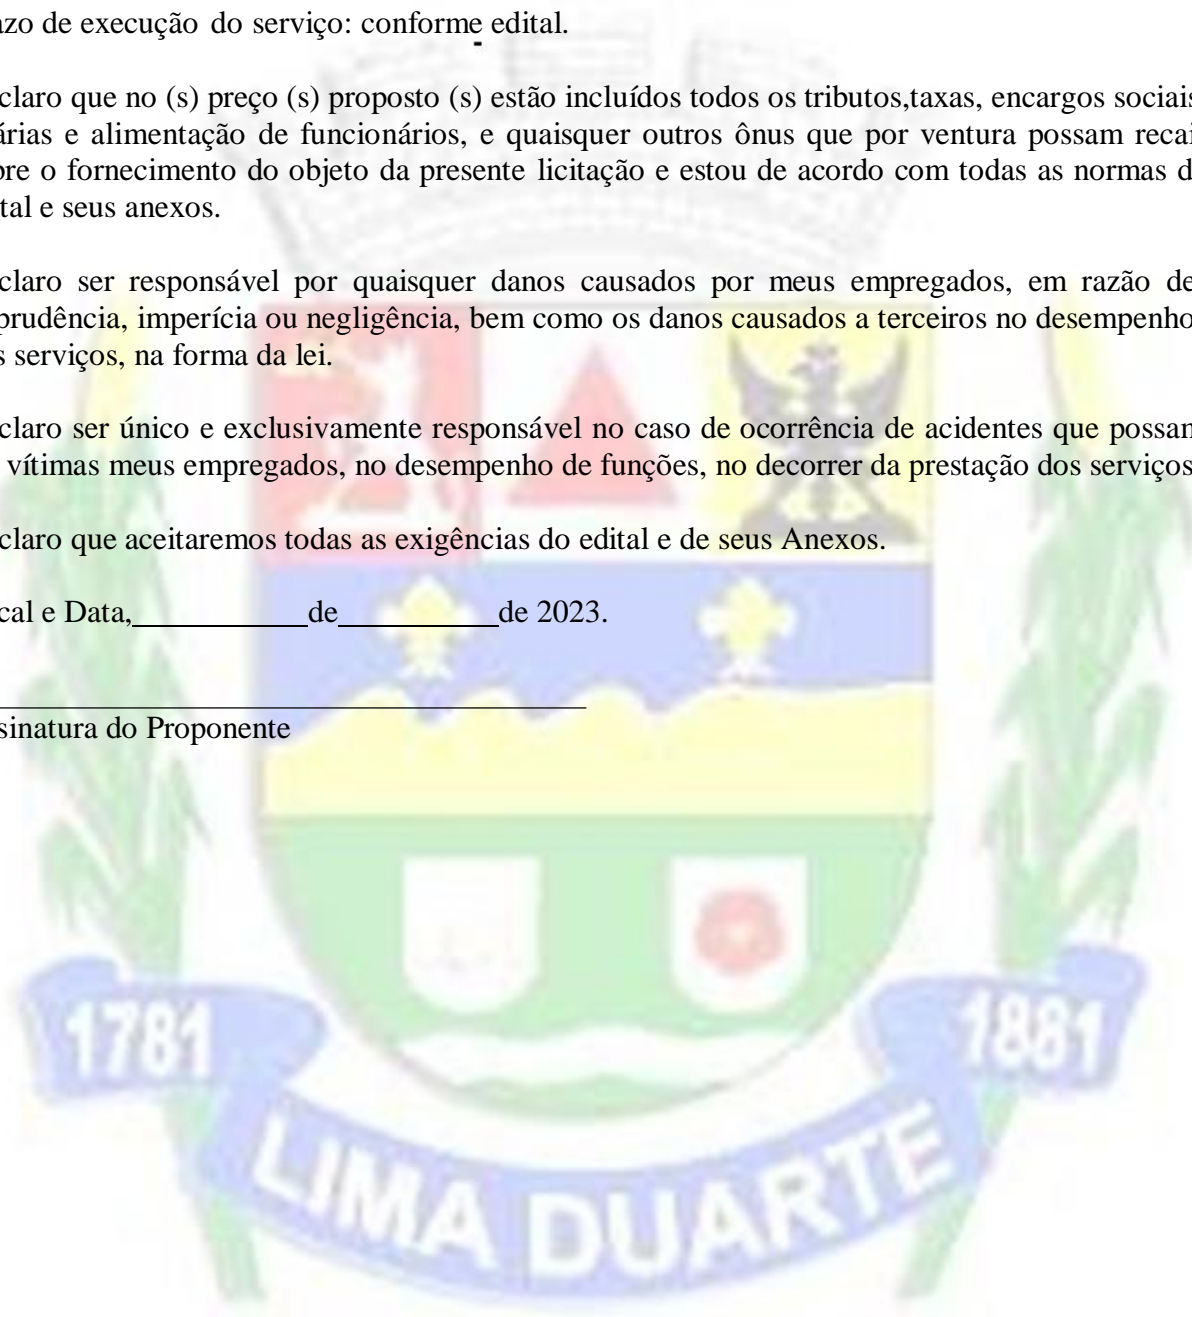 azo de execução do serviço: conforme edital.
claro que no (s) preço (s) proposto (s) estão incluídos todos os tributos,taxas, encargos sociais
árias e alimentação de funcionários, e quaisquer outros ônus que por ventura possam recai
bre o fornecimento do objeto da presente licitação e estou de acordo com todas as normas d
ital e seus anexos.
claro ser responsável por quaisquer danos causados por meus empregados, em razão de
prudência, imperícia ou negligência, bem como os danos causados a terceiros no desempenho
s serviços, na forma da lei.
claro ser único e exclusivamente responsável no caso de ocorrência de acidentes que possam
vítimas meus empregados, no desempenho de funções, no decorrer da prestação dos serviços
claro que aceitaremos todas as exigências do edital e de seus Anexos.
cal e Data,___________de__________de 2023.
sinatura do Proponente
1781
1881
LIMA DUARTE